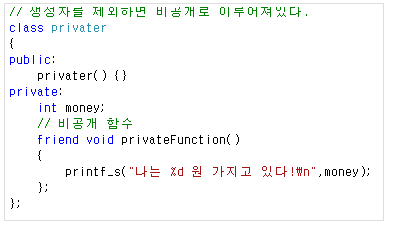 // 생성자를 제외하면 비공개로 이루어져있다.
class privater
{
public:
    privater() {}
private:
    int money;
    // 비공개 함수
    friend void privateFunction()
    {
        printf_s("나는 %d 원 가지고 있다!₩n",money);
    };
};